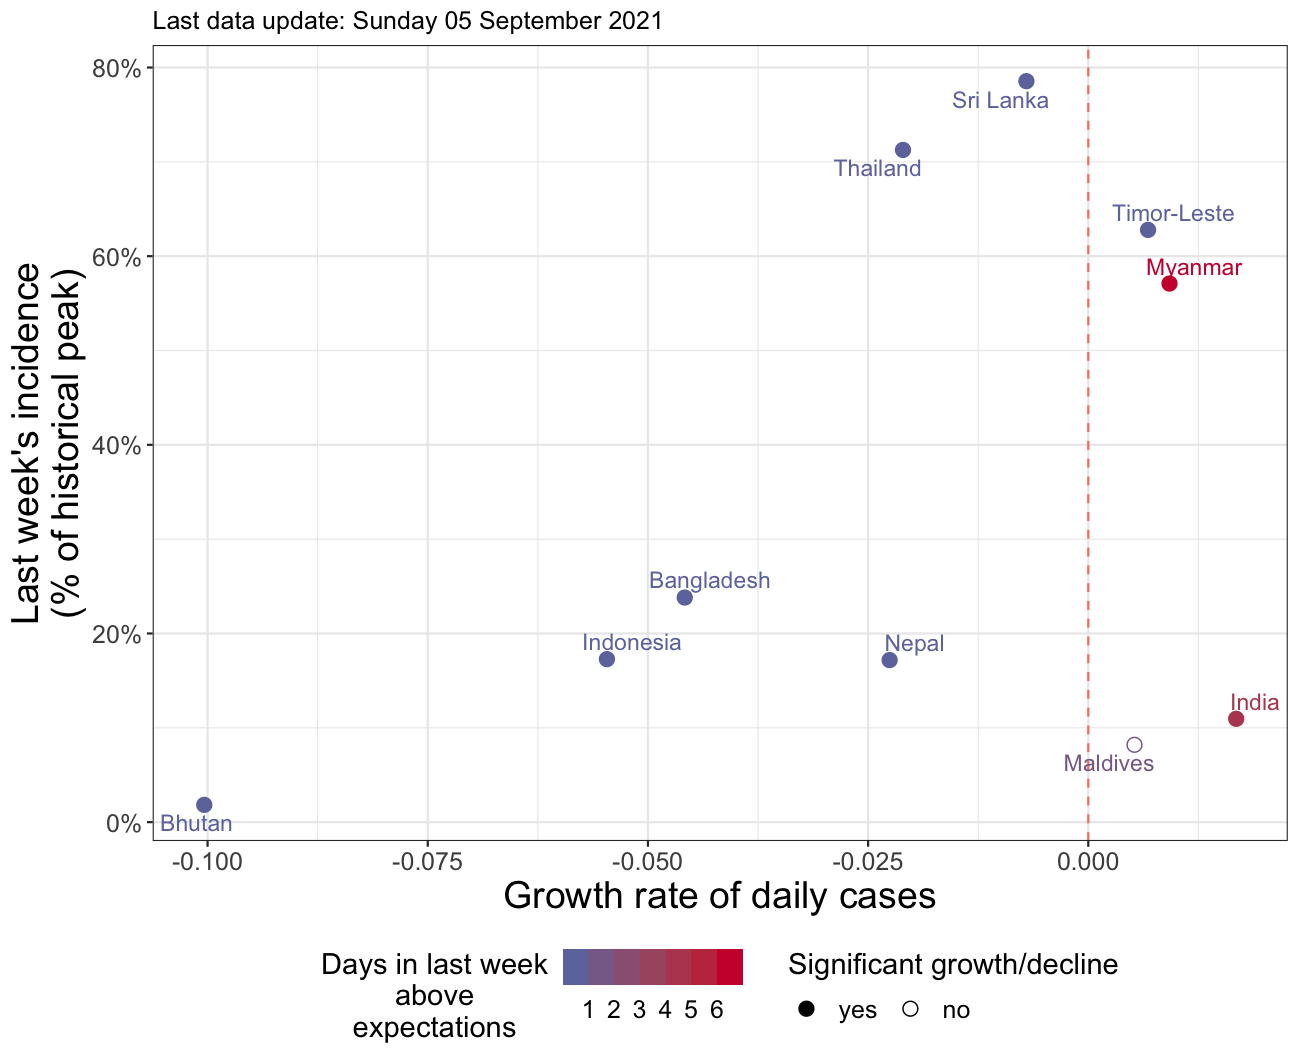 Last data update: Sunday 05 September 2021
80%
60%
40%
20%
0%
Last week's incidence
(% of historical peak)
Sri Lanka
Thailand
Timor-Leste
Myanmar
Bangladesh
Indonesia
Nepal
India
Maldives
Bhutan
-0.100 -0.075 -0.050 -0.025 0.000
Growth rate of daily cases
Days in last week
above
expectations
1 2 3 4 5 6
Significant growth/decline
yes no